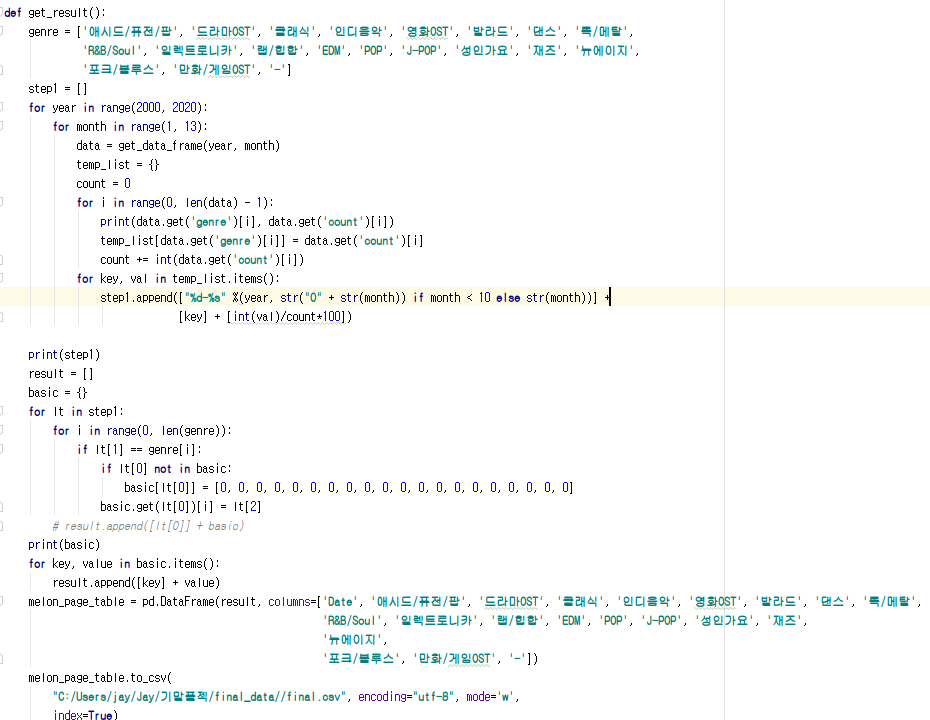 def get_result():
    genre = ['애시드/퓨전/팝', '드라마OST', '클래식', '인디음악', '영화OST', '발라드', '댄스', '록/메탈',
             'R&B/Soul', '일렉트로니카', '랩/힙합', 'EDM', 'POP', 'J-POP', '성인가요', '재즈', '뉴에이지',
             '포크/블루스', '만화/게임OST', '-']
    step1 = []
    for year in range(2000, 2020):
        for month in range(1, 13):
            data = get_data_frame(year, month)
            temp_list = {}
            count = 0
            for i in range(0, len(data) - 1):
                print(data.get('genre')[i], data.get('count')[i])
                temp_list[data.get('genre')[i]] = data.get('count')[i]
                count += int(data.get('count')[i])
            for key, val in temp_list.items():
                step1.append(["%d-%s" %(year, str("0" + str(month)) if month < 10 else str(month))] +
                             [key] + [int(val)/count*100])
    print(step1)
    result = []
    basic = {}
    for lt in step1:
        for i in range(0, len(genre)):
            if lt[1] == genre[i]:
                if lt[0] not in basic:
                    basic[lt[0]] = [0, 0, 0, 0, 0, 0, 0, 0, 0, 0, 0, 0, 0, 0, 0, 0, 0, 0, 0, 0]
                basic.get(lt[0])[i] = lt[2]
        # result.append([lt[0]] + basic)
    print(basic)
    for key, value in basic.items():
        result.append([key] + value)
    melon_page_table = pd.DataFrame(result, columns=['Date', '애시드/퓨전/팝', '드라마OST', '클래식', '인디음악', '영화OST', '발라드', '댄스', '록/메탈',
                                                     'R&B/Soul', '일렉트로니카', '랩/힙합', 'EDM', 'POP', 'J-POP', '성인가요', '재즈',
                                                     '뉴에이지',
                                                     '포크/블루스', '만화/게임OST', '-'])
    melon_page_table.to_csv(
        "C:/Users/jay/Jay/기말플젝/final_data//final.csv", encoding="utf-8", mode='w',
        index=True)